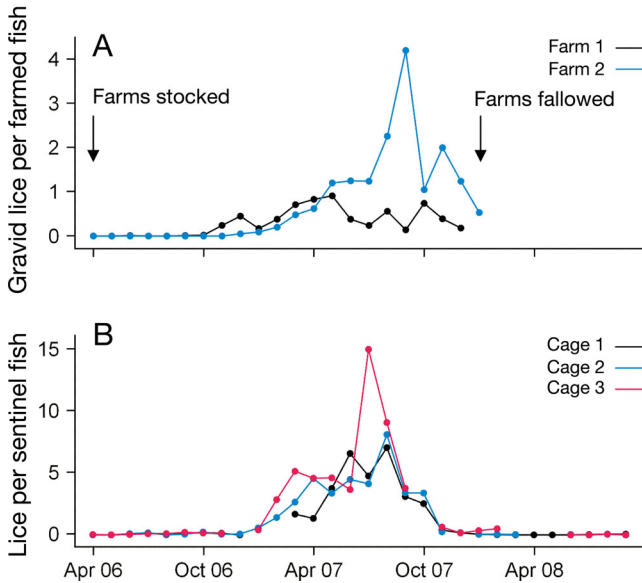 A
Gravid lice per farmed fish
4
3
2
1
0
Farms stocked
Farms fallowed
Farm 1
Farm 2
B
Lice per sentinel fish
15
10
5
0
Cage 1
Cage 2
Cage 3
Apr 06
Oct 06
Apr 07
Oct 07
Apr 08